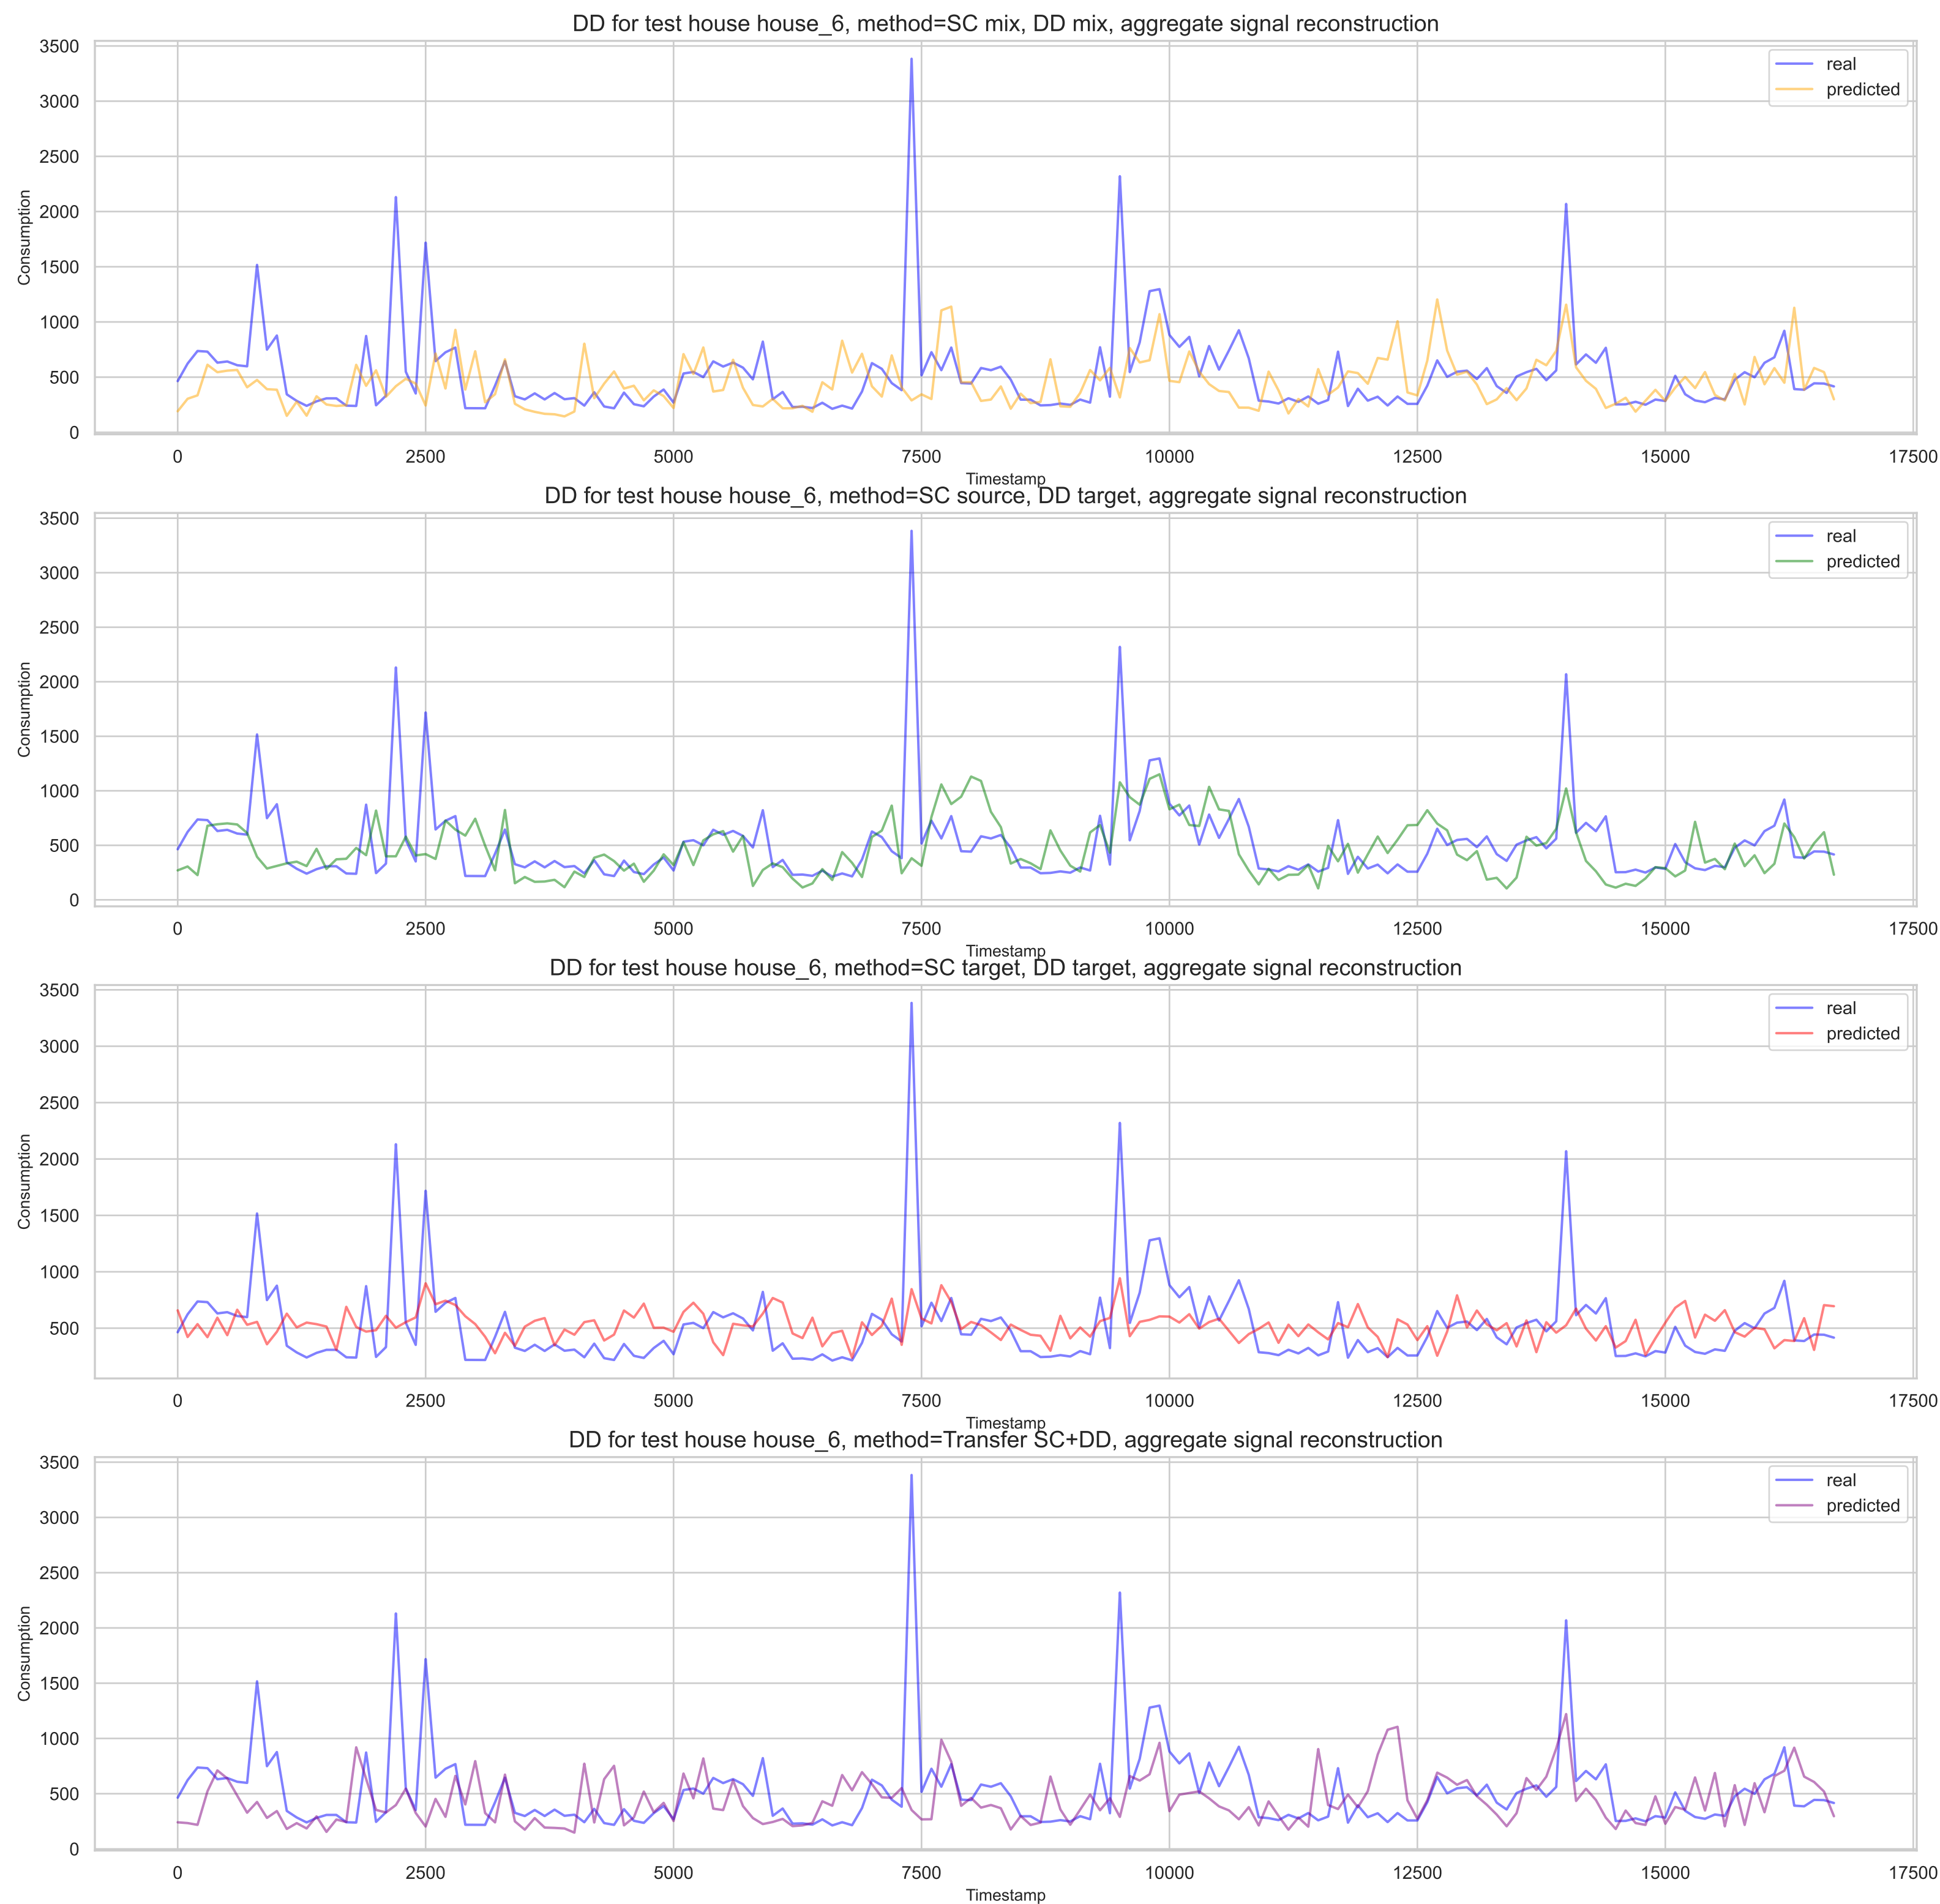 DD for test house house_6, method=SC mix, DD mix, aggregate signal reconstruction
3500
3000
2500
2000
1500
1000
500
0
Consumption
real
predicted
0 2500 5000 7500 10000 12500 15000 17500
Timestamp
DD for test house house_6, method=SC source, DD target, aggregate signal reconstruction
3500
3000
2500
2000
1500
1000
500
0
Consumption
real
predicted
0 2500 5000 7500 10000 12500 15000 17500
Timestamp
DD for test house house_6, method=SC target, DD target, aggregate signal reconstruction
3500
3000
2500
2000
1500
1000
500
Consumption
real
predicted
0 2500 5000 7500 10000 12500 15000 17500
Timestamp
DD for test house house_6, method=Transfer SC+DD, aggregate signal reconstruction
3500
3000
2500
2000
1500
1000
500
0
Consumption
real
predicted
0 2500 5000 7500 10000 12500 15000 17500
Timestamp